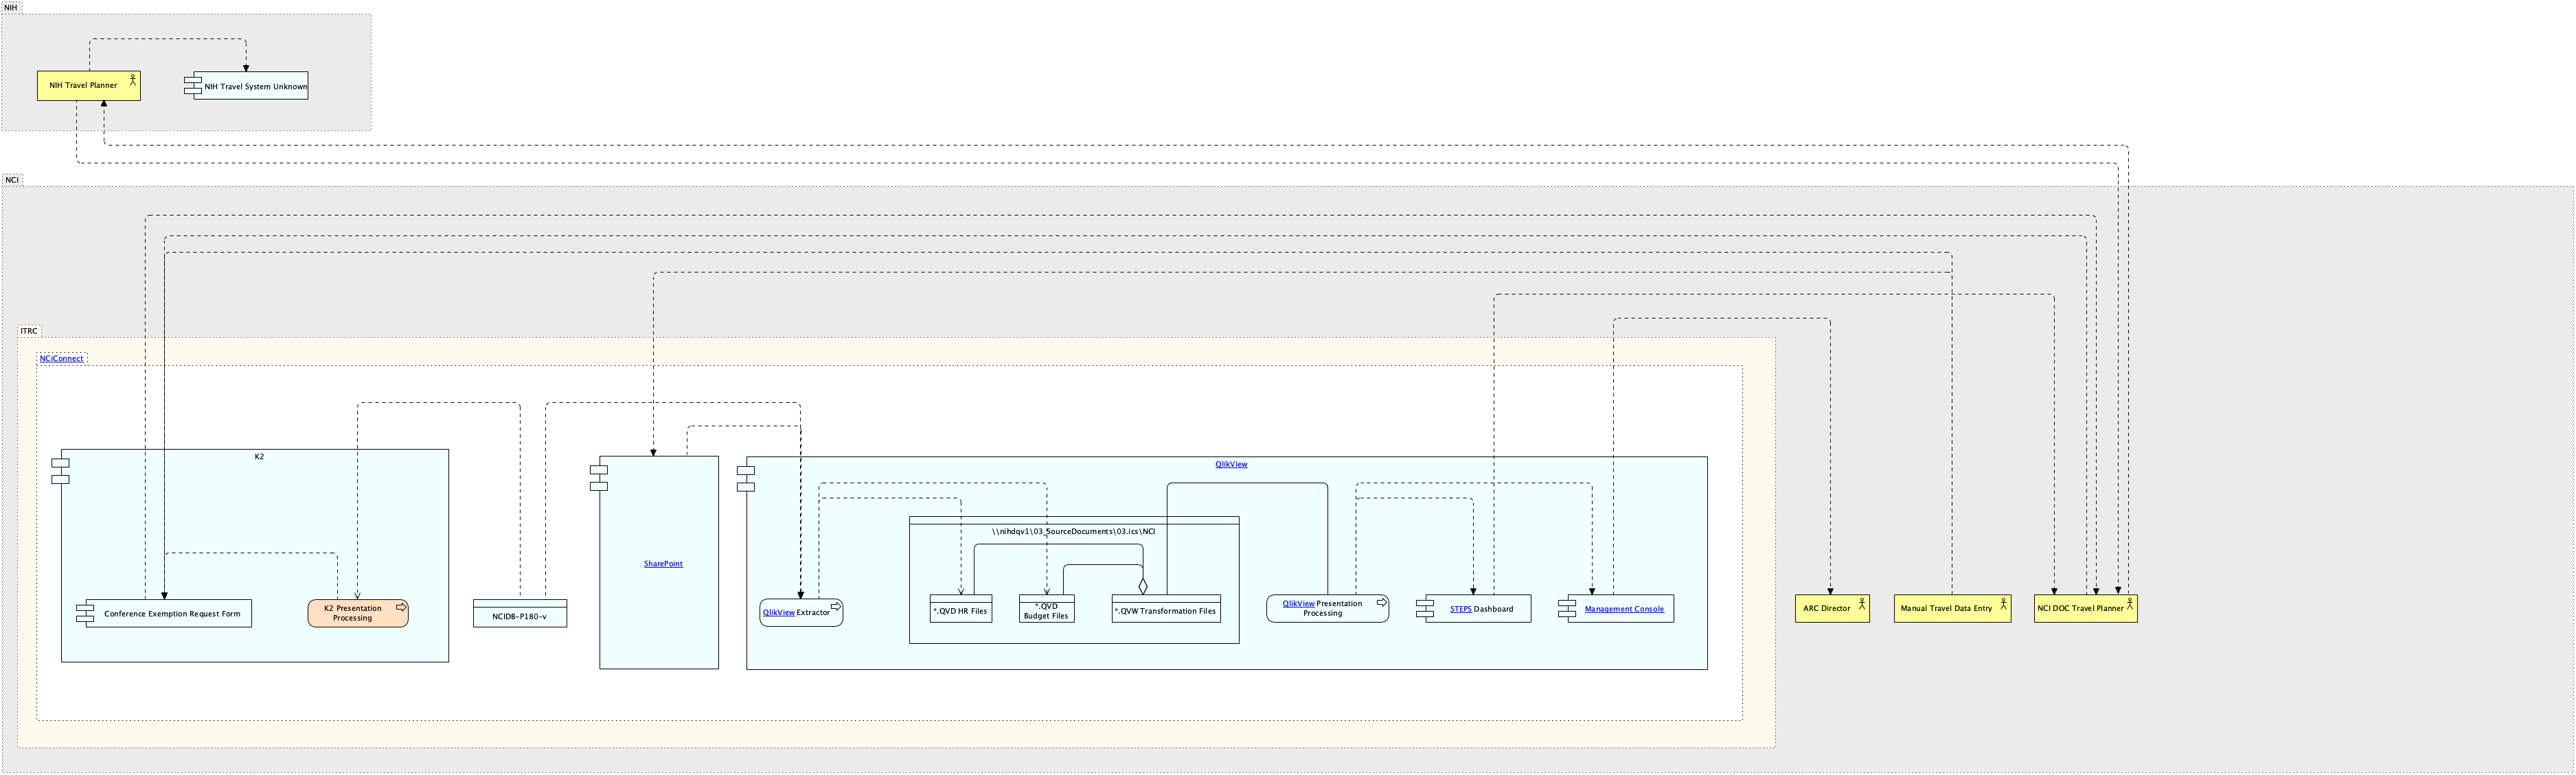 NIH
NIH Travel Planner
NIH Travel System Unknown
NCI
ITRC
NCiConnect
K2
QlikView
\\nihdqv1\03_SourceDocuments\03.ics\NCI
SharePoint
Conference Exemption Request Form
K2 Presentation
Processing
NCIDB-P180-v
QlikView Extractor
*.QVD HR Files
*.QVD
Budget Files
*.QVW Transformation Files
QlikView Presentation
Processing
STEPS Dashboard
Management Console
ARC Director
Manual Travel Data Entry
NCI DOC Travel Planner